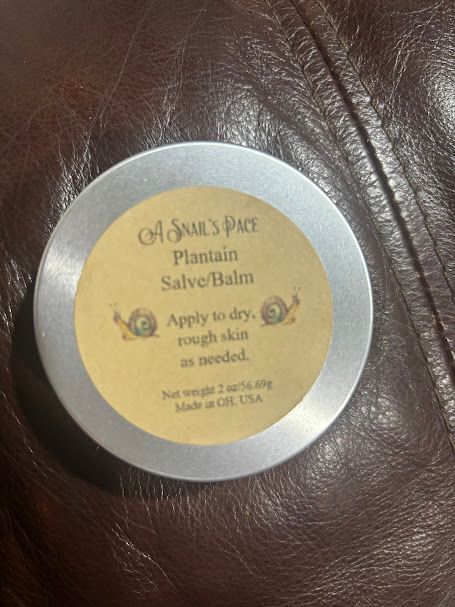 A Snail's Pace
Plantain
Salve/Balm
Apply to dry,
rough skin
as needed.
Net weight 2 oz/56.69g
Made in OH, USA